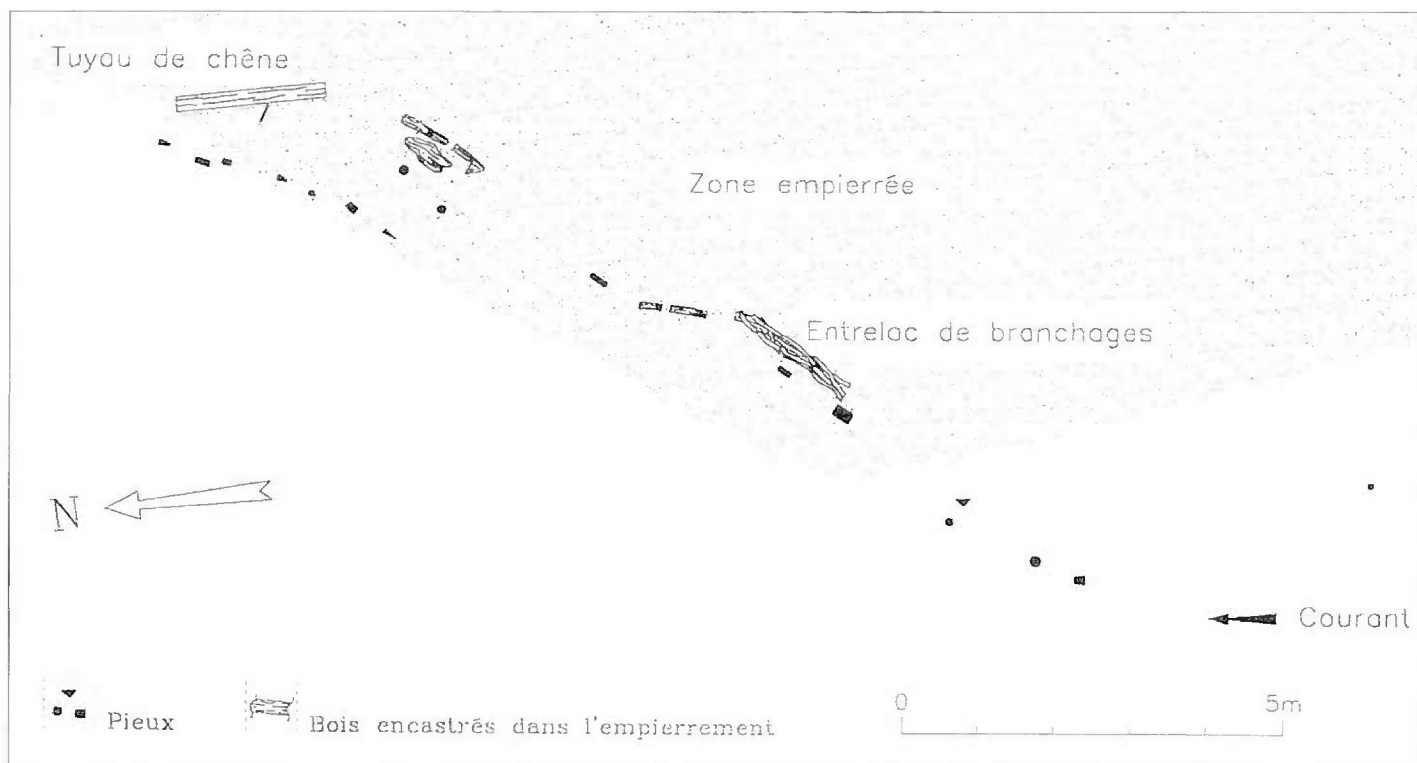 Tuyau de chêne
Zone empierrée
Entrelac de branchages
N
Courant
0 5m
Pieux
Bois encastrés dans l'empierrement